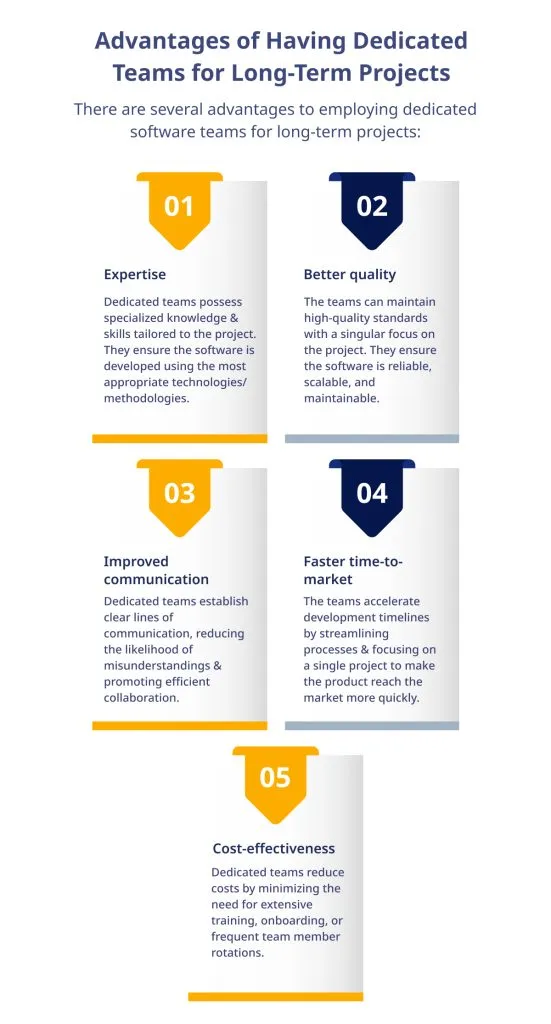 Advantages of Having Dedicated
Teams for Long-Term Projects
There are several advantages to employing dedicated
software teams for long-term projects:
01
Expertise
Dedicated teams possess
specialized knowledge &
skills tailored to the project.
They ensure the software is
developed using the most
appropriate technologies/
methodologies.
02
Better quality
The teams can maintain
high-quality standards
with a singular focus on
the project. They ensure
the software is reliable,
scalable, and
maintainable.
03
Improved
communication
Dedicated teams establish
clear lines of
communication, reducing
the likelihood of
misunderstandings &
promoting efficient
collaboration.
04
Faster time-to-
market
The teams accelerate
development timelines
by streamlining
processes & focusing on
a single project to make
the product reach the
market more quickly.
05
Cost-effectiveness
Dedicated teams reduce
costs by minimizing the
need for extensive
training, onboarding, or
frequent team member
rotations.